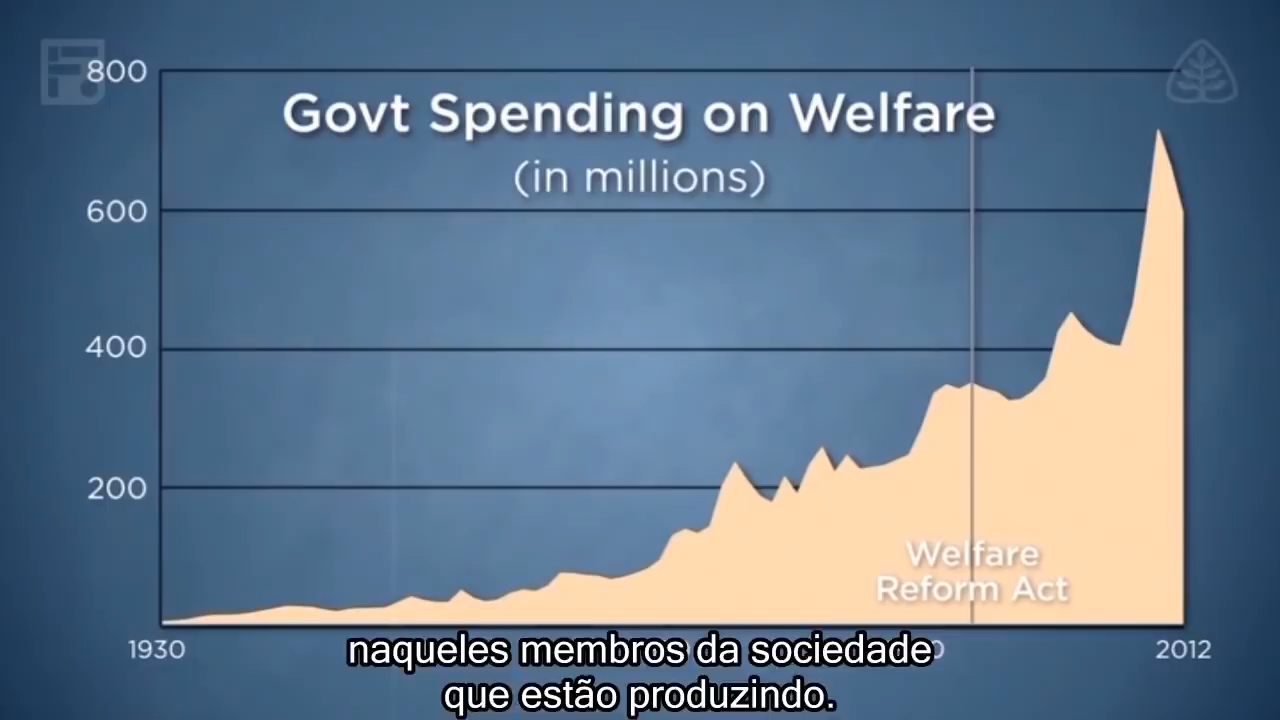 800
Govt Spending on Welfare
(in millions)
600
400
200
Welfare
Reform Act
1930
2012
naqueles membros da sociedade
que estão produzindo.